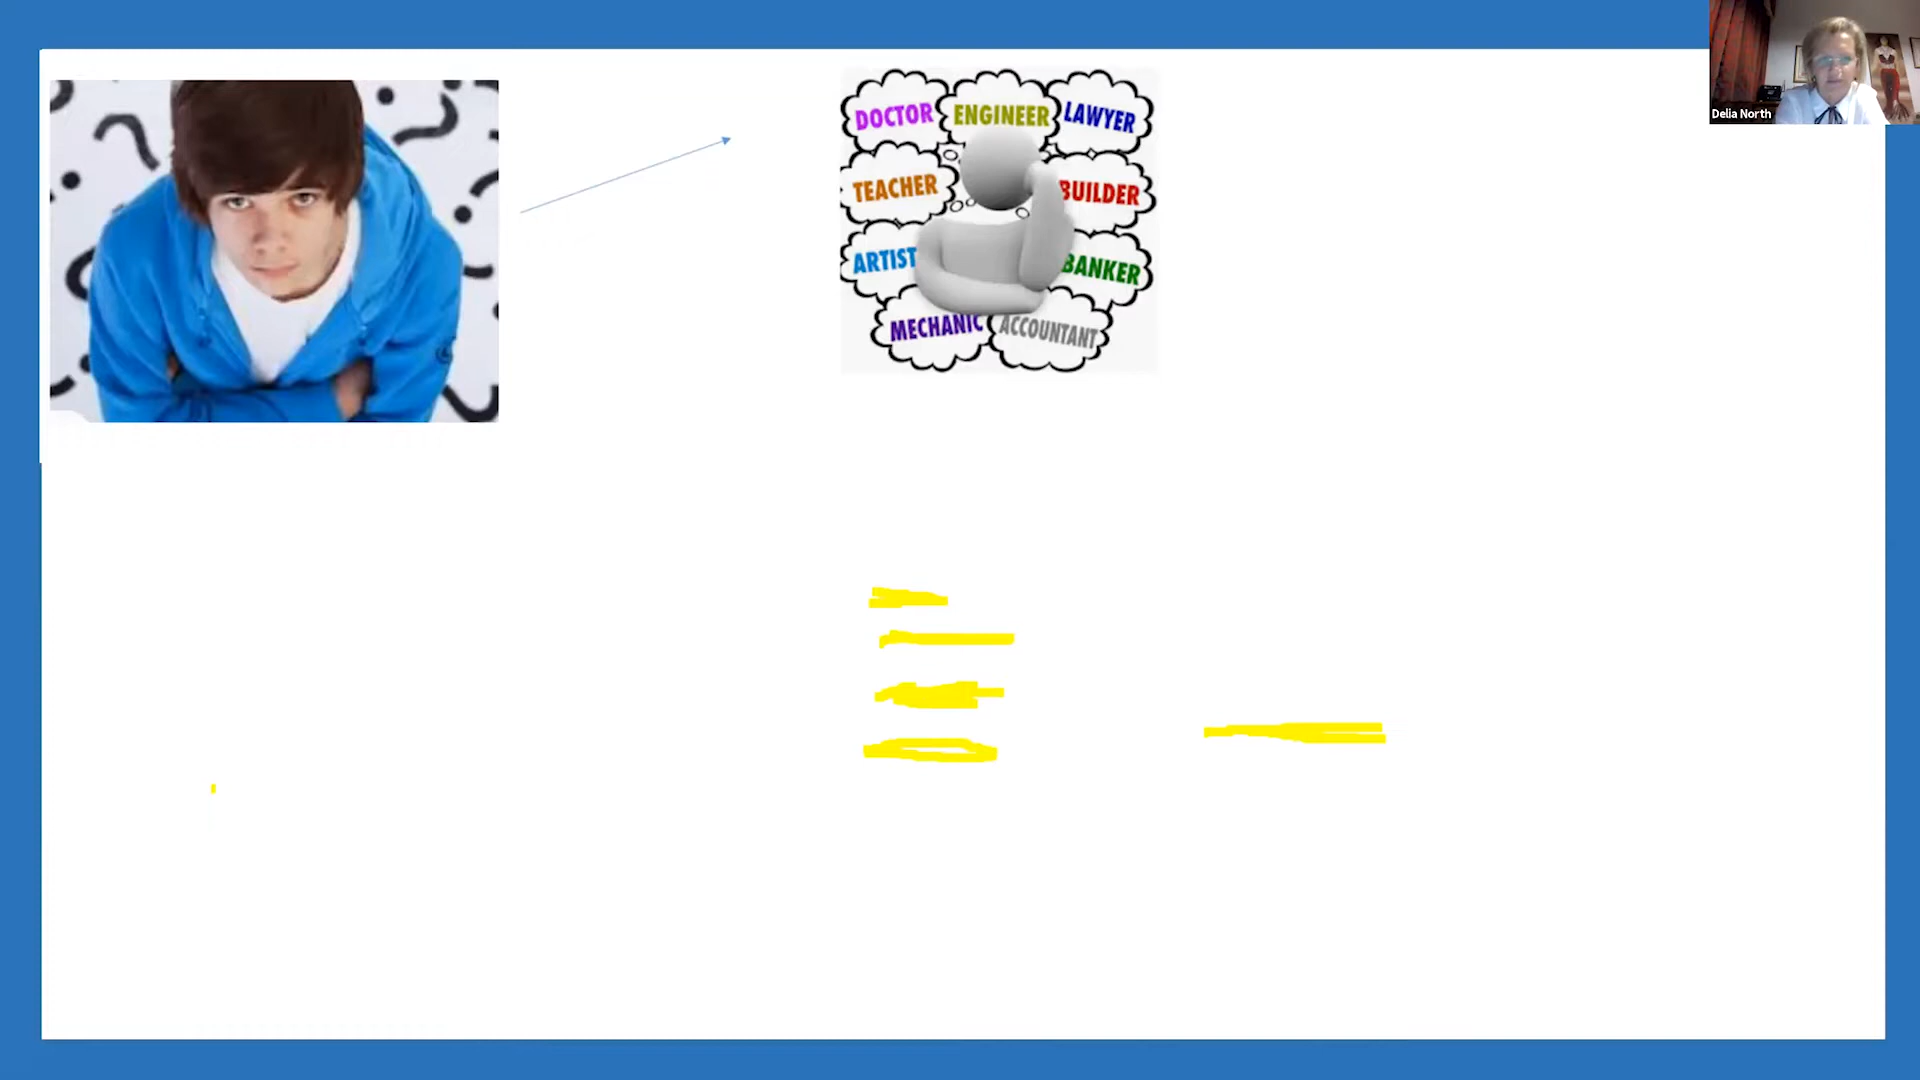 DOCTOR ENGINEER LAWYER
TEACHER BUILDER
ARTIST BANKER
MECHANIC ACCOUNTANT
Delia North